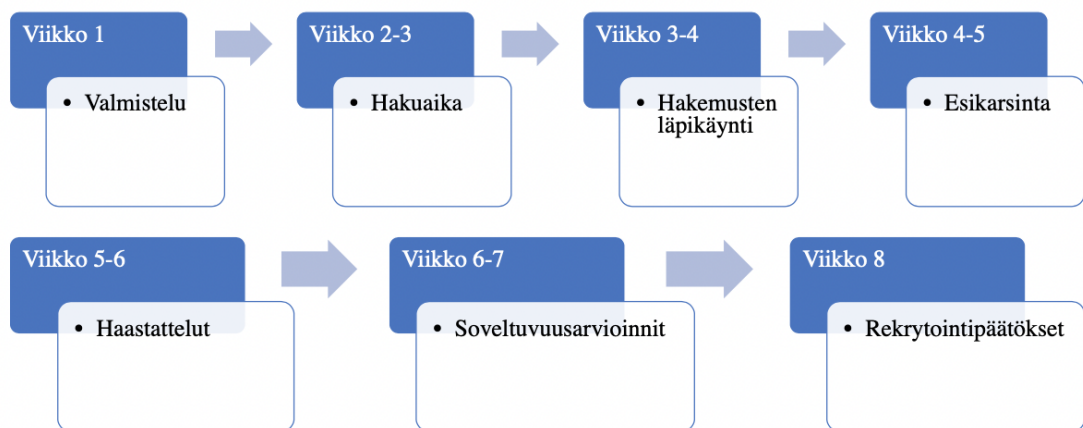 Viikko 1
• Valmistelu
Viikko 2-3
• Hakuaika
Viikko 3-4
• Hakemusten
läpikäynti
Viikko 4-5
• Esikarsinta
Viikko 5-6
• Haastattelut
Viikko 6-7
• Soveltuvuusarvioinnit
Viikko 8
• Rekrytointipäätökset